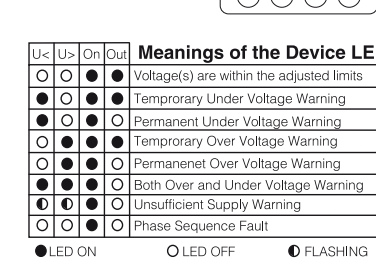 U< U> On Out Meanings of the Device LE
Voltage(s) are within the adjusted limits
Temprorary Under Voltage Warning
Permanent Under Voltage Warning
Temprorary Over Voltage Warning
Permanenet Over Voltage Warning
Both Over and Under Voltage Warning
Unsufficient Supply Warning
Phase Sequence Fault
LED ON LED OFF FLASHING